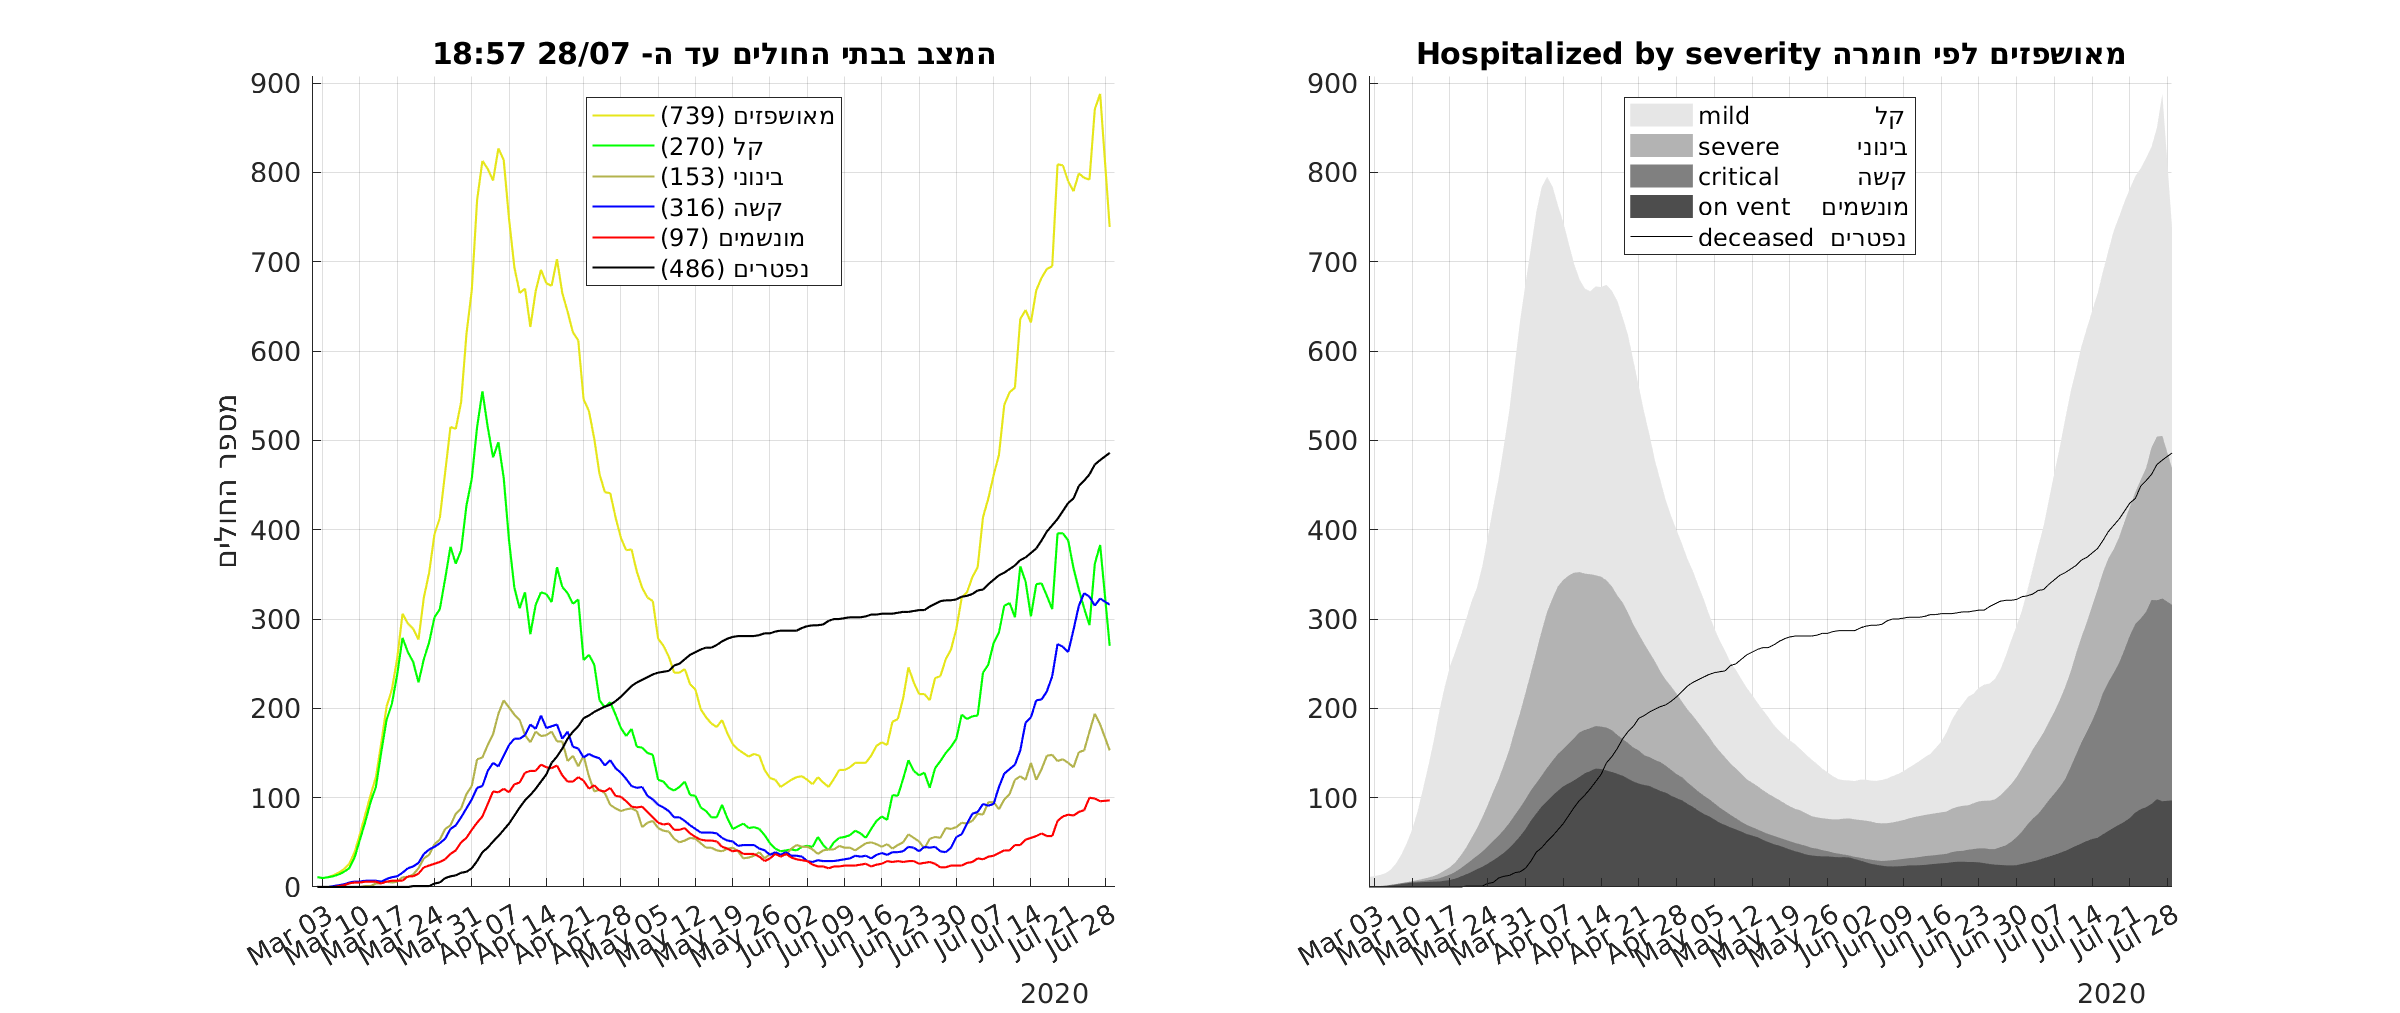 המצב בבתי החולים עד ה- 28/07 18:57
900
800
700
600
500
400
300
200
100
0
מספר החולים
מאושפזים (739)
קל (270)
בינוני (153)
קשה (316)
מונשמים (97)
נפטרים (486)
Mar 03
Mar 10
Mar 17
Mar 24
Mar 31
Apr 07
Apr 14
Apr 21
Apr 28
May 05
May 12
May 19
May 26
Jun 02
Jun 09
Jun 16
Jun 23
Jun 30
Jul 07
Jul 14
Jul 21
Jul 28
2020
Hospitalized by severity מאושפזים לפי חומרה
900
800
700
600
500
400
300
200
100
mild קל
severe בינוני
critical קשה
on vent מונשמים
deceased נפטרים
Mar 03
Mar 10
Mar 17
Mar 24
Mar 31
Apr 07
Apr 14
Apr 21
Apr 28
May 05
May 12
May 19
May 26
Jun 02
Jun 09
Jun 16
Jun 23
Jun 30
Jul 07
Jul 14
Jul 21
Jul 28
2020